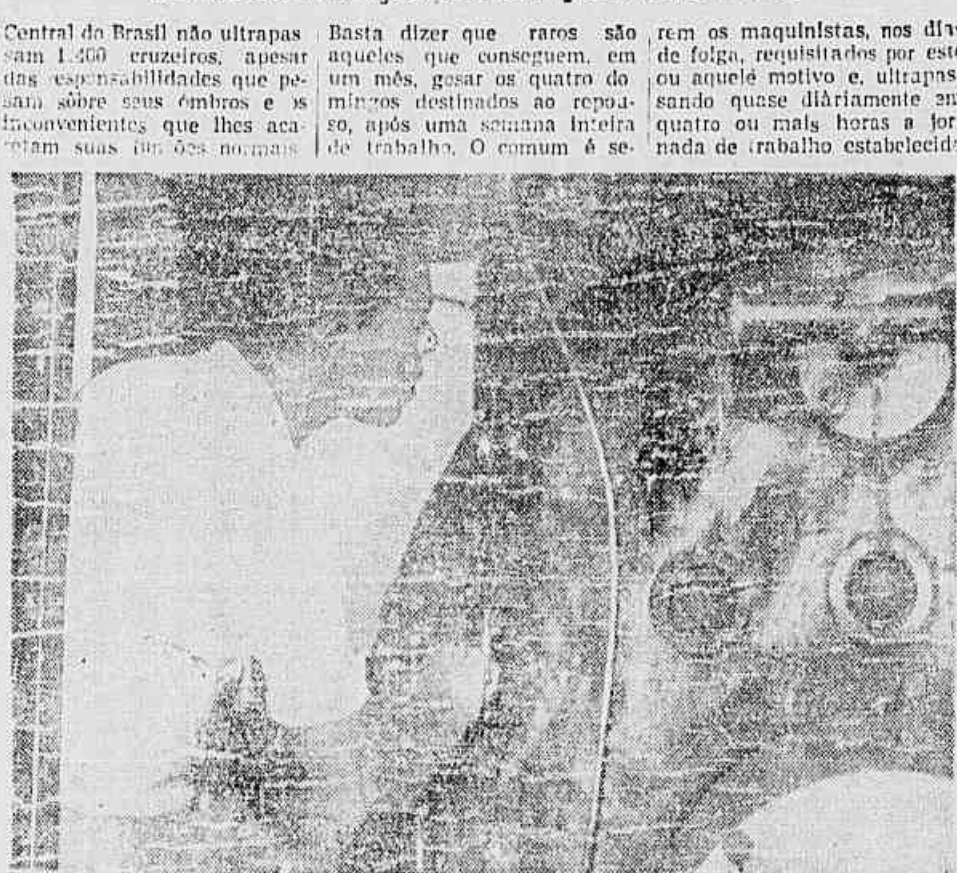 Central do Brasil não ultrapas
sam 1.400 cruzeiros, apesar
das esponsabilidades que pe-
sam sôbre seus ômbros e os
inconvenientes que lhes aca-
retam suas normais
Basta dizer que raros são
aqueles que conseguem, em
um mês, gosar os quatro do
mingos destinados ao repou-
so, após uma semana inteira
de trabalho. O comum é se-
rem os maquinistas, nos dias
de folga, requisitados por este
ou aquele motivo e, ultrapas
sando quase diàriamente em
quatro ou mais horas a jor
nada de trabalho estabelecida